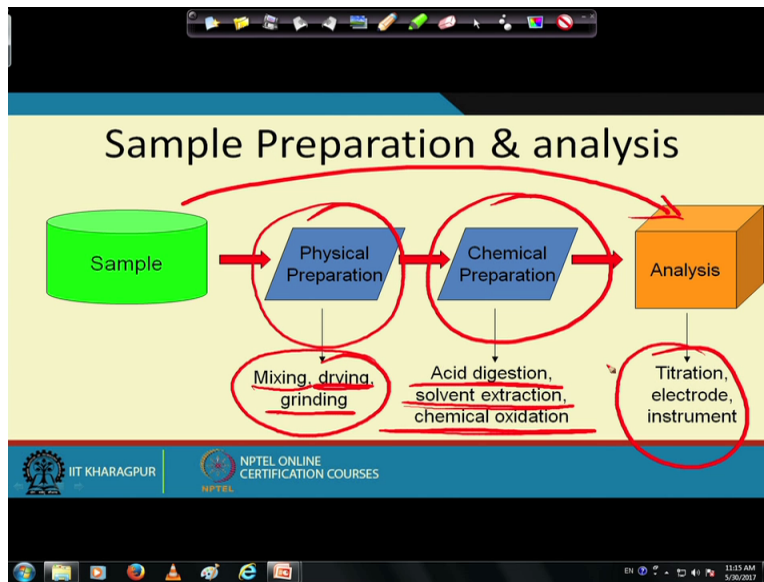 Sample Preparation & analysis
Sample
Physical
Preparation
Chemical
Preparation
Analysis
Mixing, drying,
grinding
Acid digestion,
solvent extraction,
chemical oxidation
Titration,
electrode,
instrument
IIT KHARAGPUR
NPTEL
NPTEL ONLINE
CERTIFICATION COURSES
EN
11:15 AM
5/30/2017